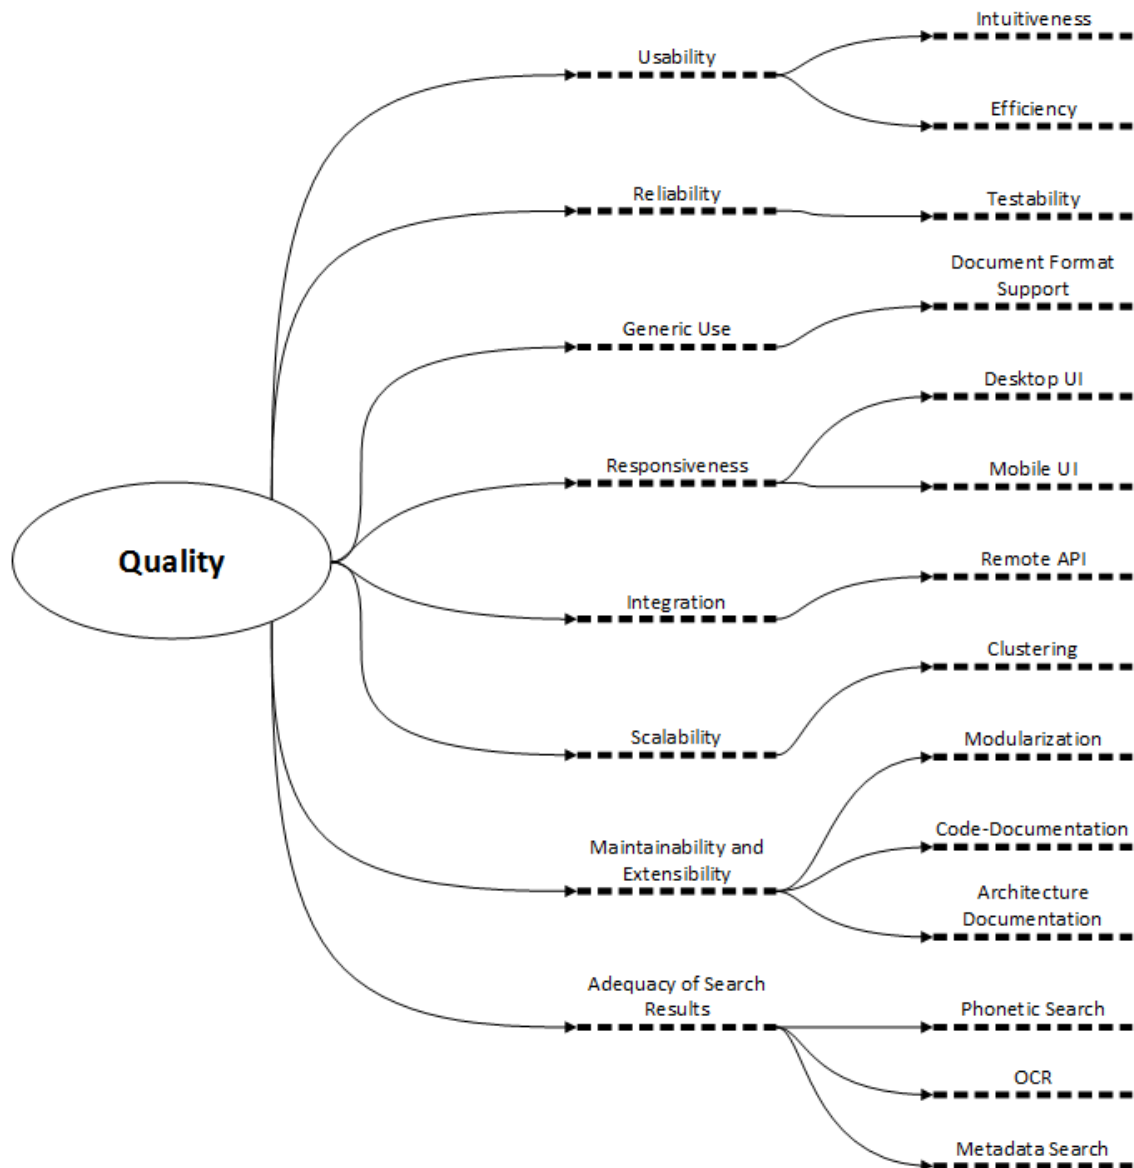 Intuitiveness
Usability
Efficiency
Reliability
Testability
Document Format
Support
Generic Use
Desktop UI
Responsiveness
Mobile UI
Quality
Remote API
Integration
Clustering
Scalability
Modularization
Code-Documentation
Maintainability and
Extensibility
Architecture
Documentation
Adequacy of Search
Results
Phonetic Search
OCR
Metadata Search